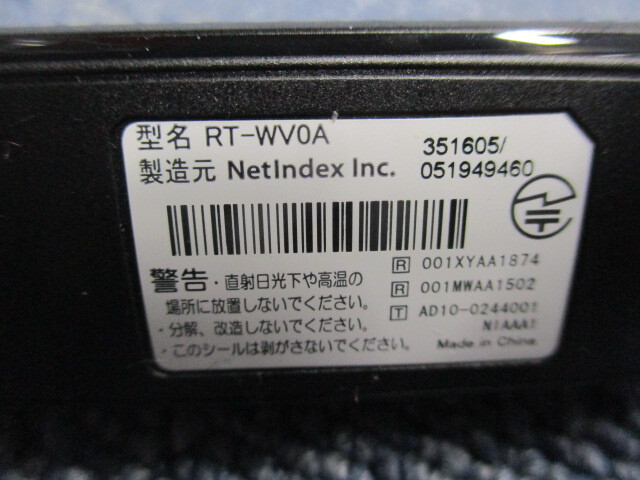 型名 RT-WV0A
製造元 NetIndex Inc.
351605/
051949460
警告・直射日光下や高温の
場所に放置しないでください。
・分解、改造しないでください。
・このシールは剥がさないでください。
R 001XYAA1874
R 001MWAA1502
T AD10-0244001
N1AAA1
Made in China